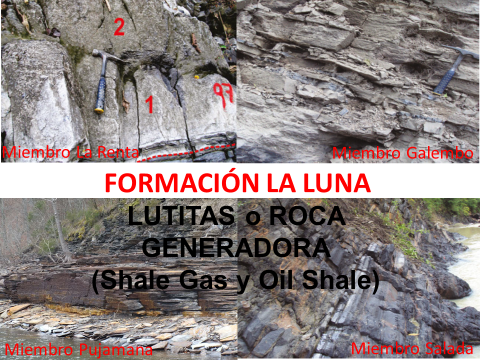 2
1
97
Miembro La Renta
Miembro Galembo
FORMACIÓN LA LUNA
LUTITAS o ROCA
GENERADORA
(Shale Gas y Oil Shale)
Miembro Pujamana
Miembro Salada